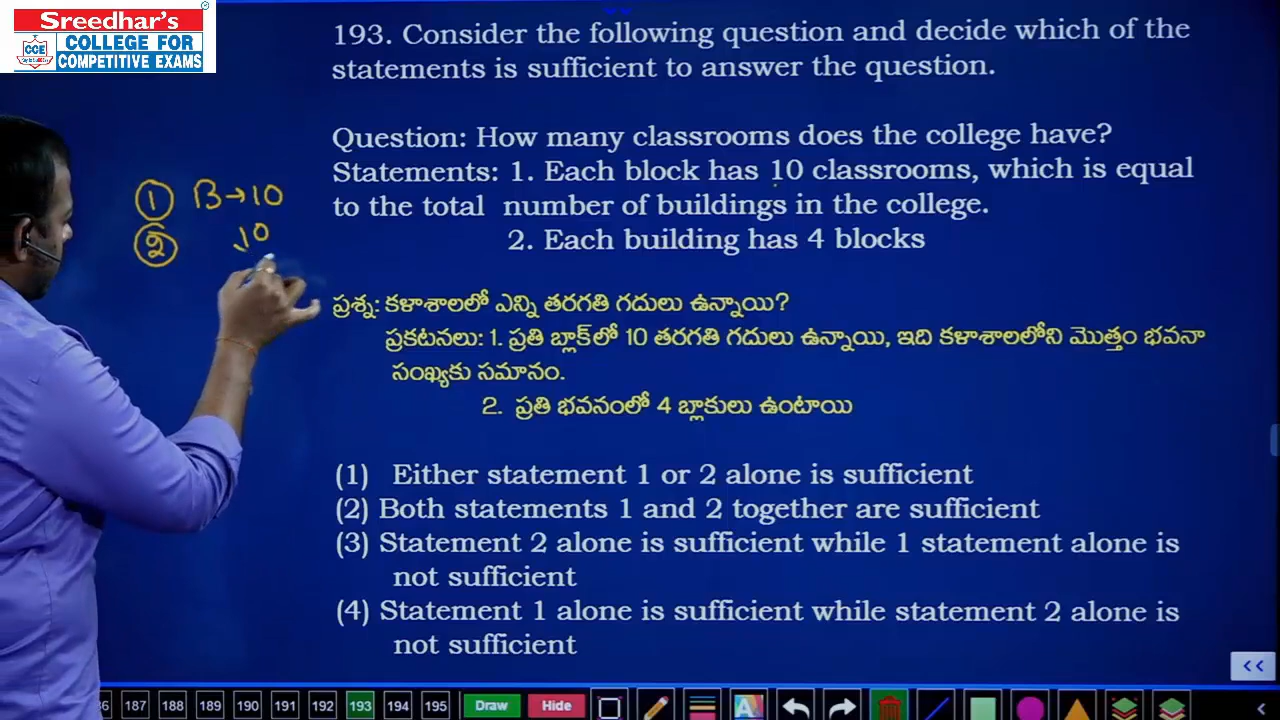 Sreedhar's
CCE
COLLEGE FOR
COMPETITIVE EXAMS
193. Consider the following question and decide which of the
statements is sufficient to answer the question.
Question: How many classrooms does the college have?
Statements: 1. Each block has 10 classrooms, which is equal
to the total number of buildings in the college.
2. Each building has 4 blocks
1 B → 10
2 10
ప్రశ్న: కళాశాలలో ఎన్ని తరగతి గదులు ఉన్నాయి?
ప్రకటనలు: 1. ప్రతి బ్లాక్‌లో 10 తరగతి గదులు ఉన్నాయి, ఇది కళాశాలలోని మొత్తం భవనా
సంఖ్యకు సమానం.
2. ప్రతి భవనంలో 4 బ్లాకులు ఉంటాయి
(1) Either statement 1 or 2 alone is sufficient
(2) Both statements 1 and 2 together are sufficient
(3) Statement 2 alone is sufficient while 1 statement alone is
not sufficient
(4) Statement 1 alone is sufficient while statement 2 alone is
not sufficient
<<
187 188 189 190 191 192 193 194 195 Draw Hide